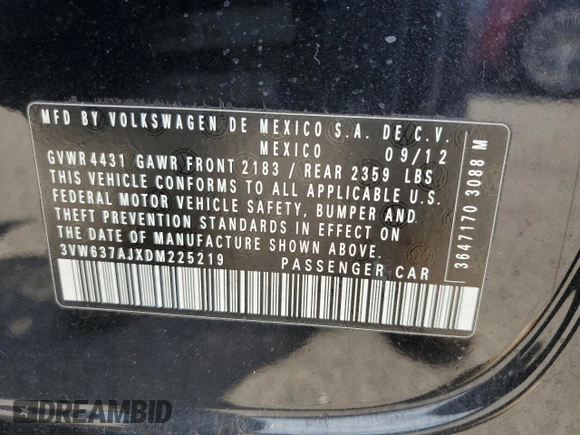 MFD BY VOLKSWAGEN DE MEXICO S.A. DE C.V.
MEXICO 09/12
GVWR 4431 GAWR FRONT 2183 / REAR 2359 LBS
THIS VEHICLE CONFORMS TO ALL APPLICABLE U.S.
FEDERAL MOTOR VEHICLE SAFETY, BUMPER AND
THEFT PREVENTION STANDARDS IN EFFECT ON
THE DATE OF MANUFACTURE SHOWN ABOVE.
3VW637AJXDM225219 PASSENGER CAR
3647170 3088 M
DREAMBID